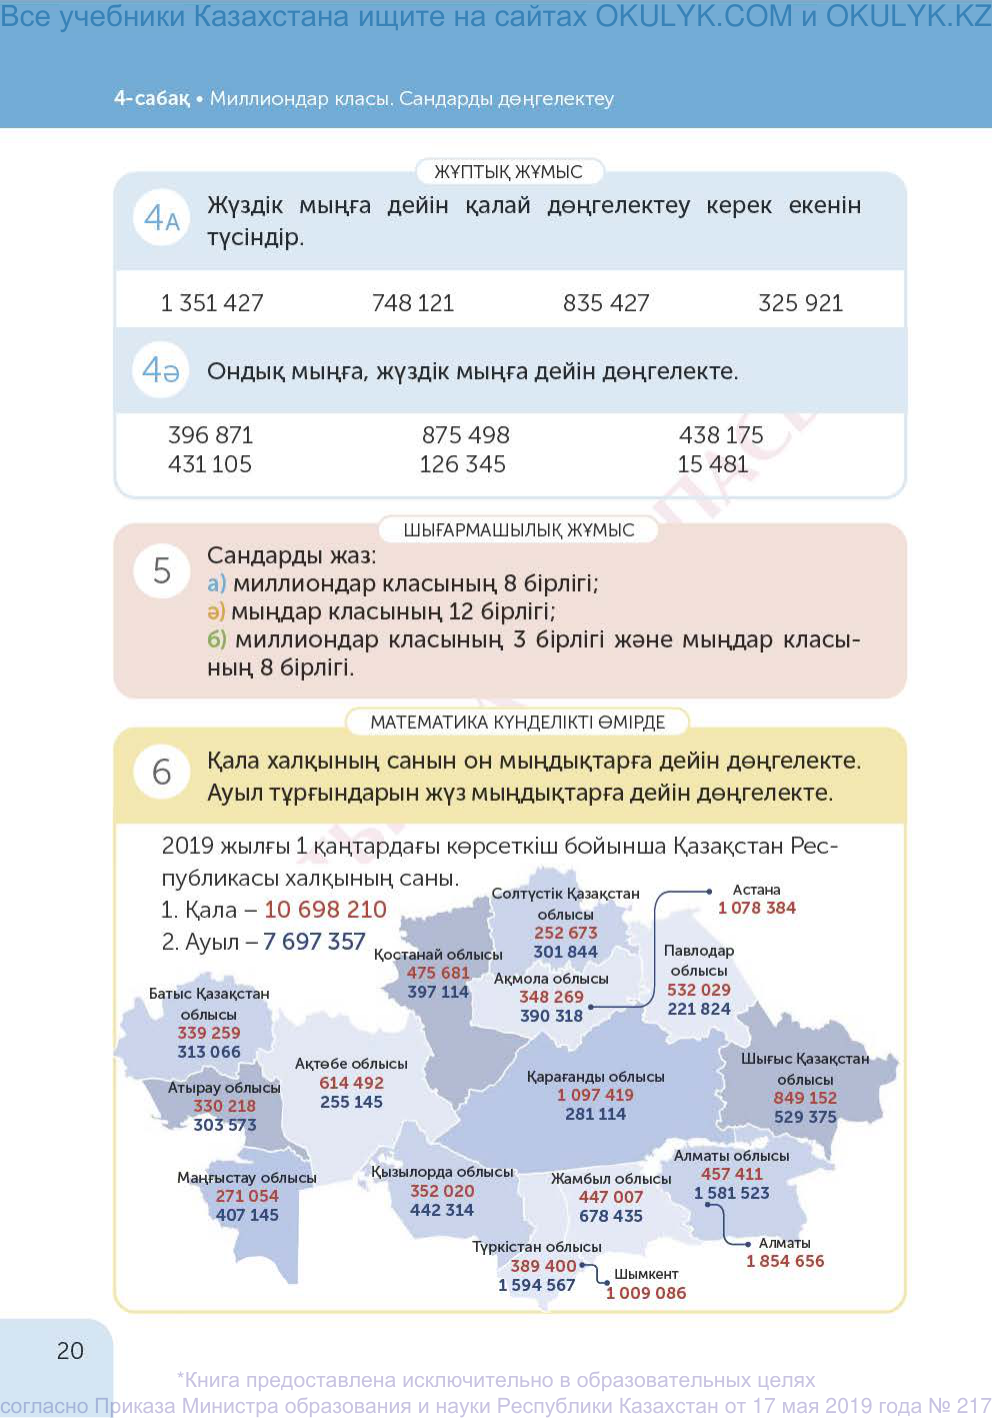 Все учебники Казахстана ищите на сайтах OKULYK.COM и OKULYK.KZ
4-сабақ • Миллиондар класы. Сандарды дөңгелектеу
ЖҰПТЫҚ ЖҰМЫС
4А Жүздік мыңға дейін қалай дөңгелектеу керек екенін
түсіндір.
1 351 427 748 121 835 427 325 921
4Ә Ондық мыңға, жүздік мыңға дейін дөңгелекте.
396 871 875 498 438 175
431 105 126 345 15 481
ШЫҒАРМАШЫЛЫҚ ЖҰМЫС
5 Сандарды жаз:
а) миллиондар класының 8 бірлігі;
ә) мыңдар класының 12 бірлігі;
б) миллиондар класының 3 бірлігі және мыңдар класы-
ның 8 бірлігі.
МАТЕМАТИКА КҮНДЕЛІКТІ ӨМІРДЕ
6 Қала халқының санын он мыңдықтарға дейін дөңгелекте.
Ауыл тұрғындарын жүз мыңдықтарға дейін дөңгелекте.
2019 жылғы 1 қаңтардағы көрсеткіш бойынша Қазақстан Рес-
публикасы халқының саны.
1. Қала – 10 698 210
2. Ауыл – 7 697 357
Солтүстік Қазақстан
облысы
252 673
301 844
Астана
1 078 384
Қостанай облысы
475 681
397 114
Ақмола облысы
348 269
390 318
Павлодар
облысы
532 029
221 824
Батыс Қазақстан
облысы
339 259
313 066
Ақтөбе облысы
614 492
255 145
Қарағанды облысы
1 097 419
281 114
Шығыс Қазақстан
облысы
849 152
529 375
Атырау облысы
330 218
303 573
Маңғыстау облысы
271 054
407 145
Қызылорда облысы
352 020
442 314
Жамбыл облысы
447 007
678 435
Алматы облысы
457 411
1 581 523
Алматы
1 854 656
Түркістан облысы
389 400
1 594 567
Шымкент
1 009 086
20
*Книга предоставлена исключительно в образовательных целях
согласно Приказа Министра образования и науки Республики Казахстан от 17 мая 2019 года № 217